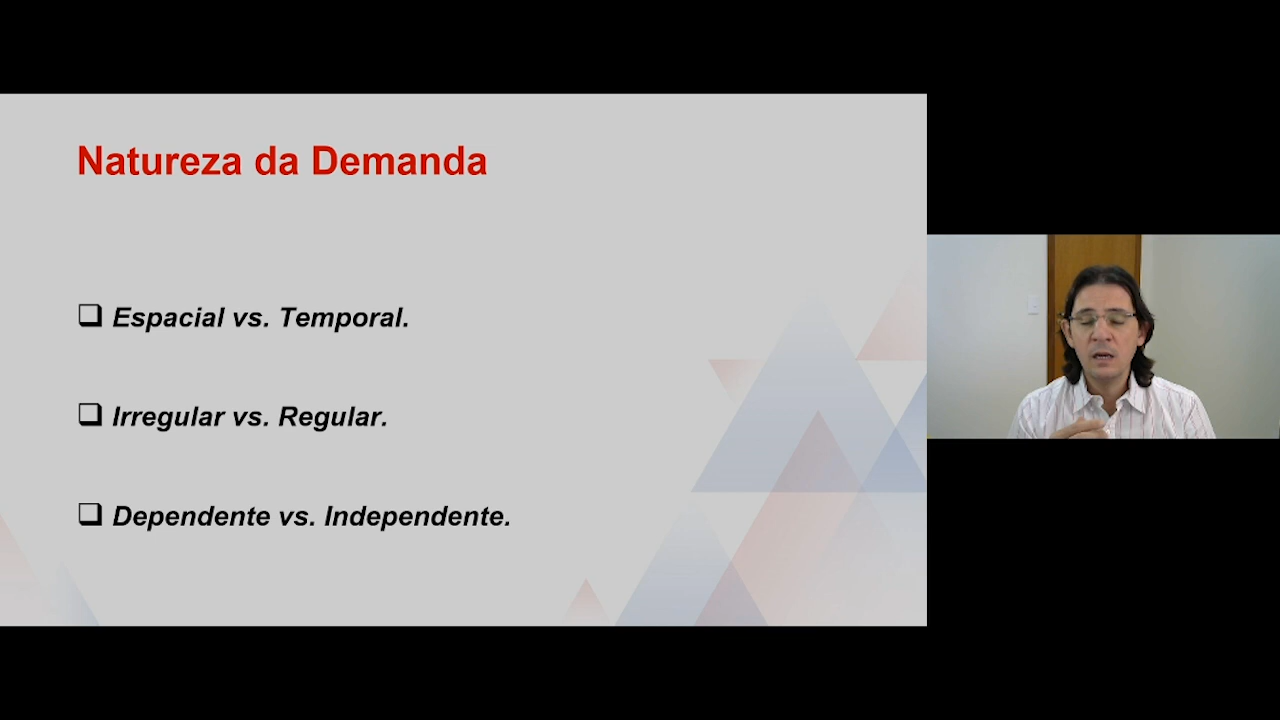 Natureza da Demanda
Espacial vs. Temporal.
Irregular vs. Regular.
Dependente vs. Independente.